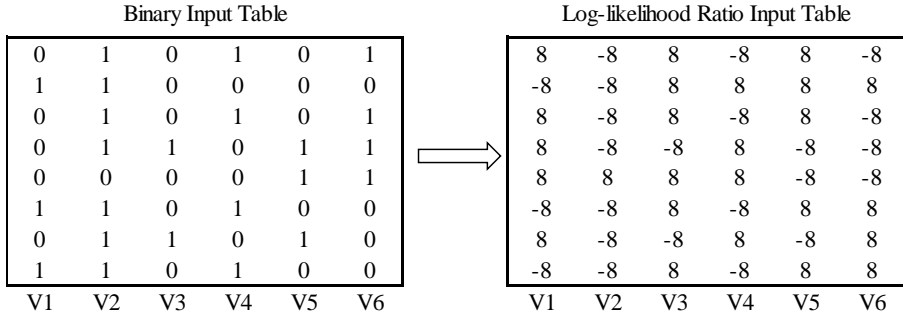 Binary Input Table Log-likelihood Ratio Input Table
0 1 0 1 0 1 8 -8 8 -8 8 -8
1 1 0 0 0 0 -8 -8 8 8 8 8
0 1 0 1 0 1 8 -8 8 -8 8 -8
0 1 1 0 1 1 8 -8 -8 8 -8 -8
0 0 0 0 1 1 8 8 8 8 -8 -8
1 1 0 1 0 0 -8 -8 8 -8 8 8
0 1 1 0 1 0 8 -8 -8 8 -8 8
1 1 0 1 0 0 -8 -8 8 -8 8 8
V1 V2 V3 V4 V5 V6 V1 V2 V3 V4 V5 V6